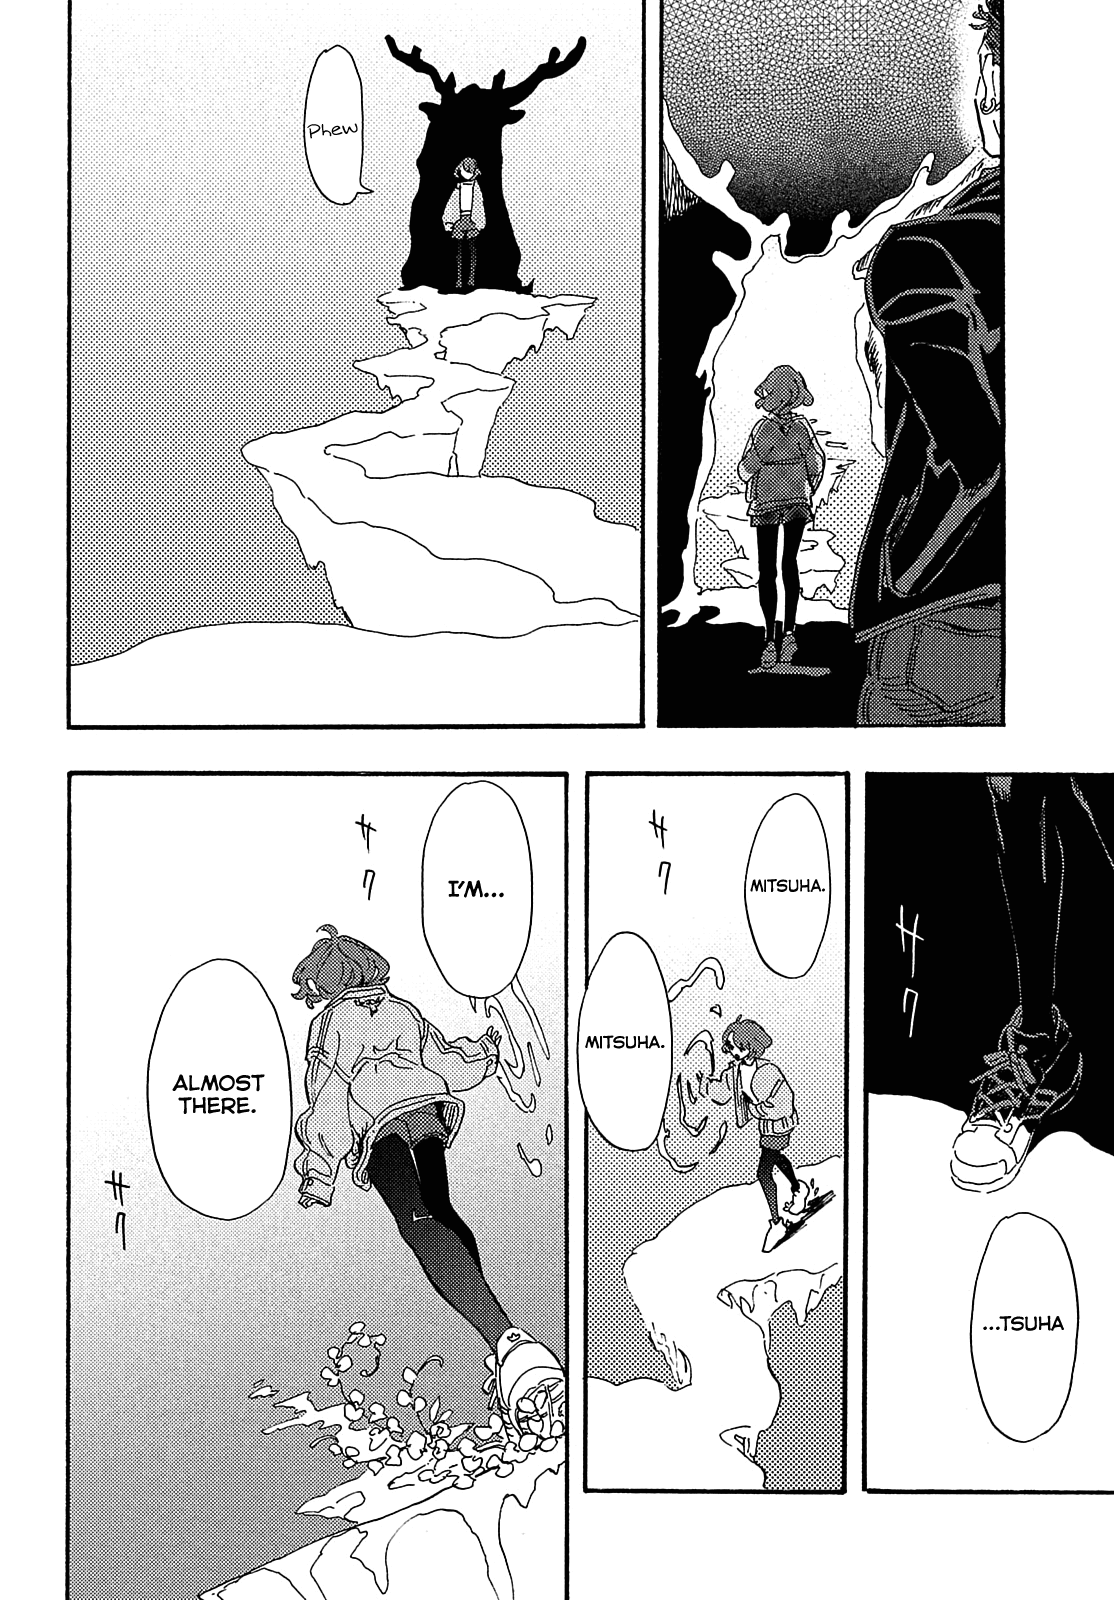 Phew
サク
...TSUHA
MITSUHA.
サク
MITSUHA.
I'M...
サク
ALMOST
THERE.
サク